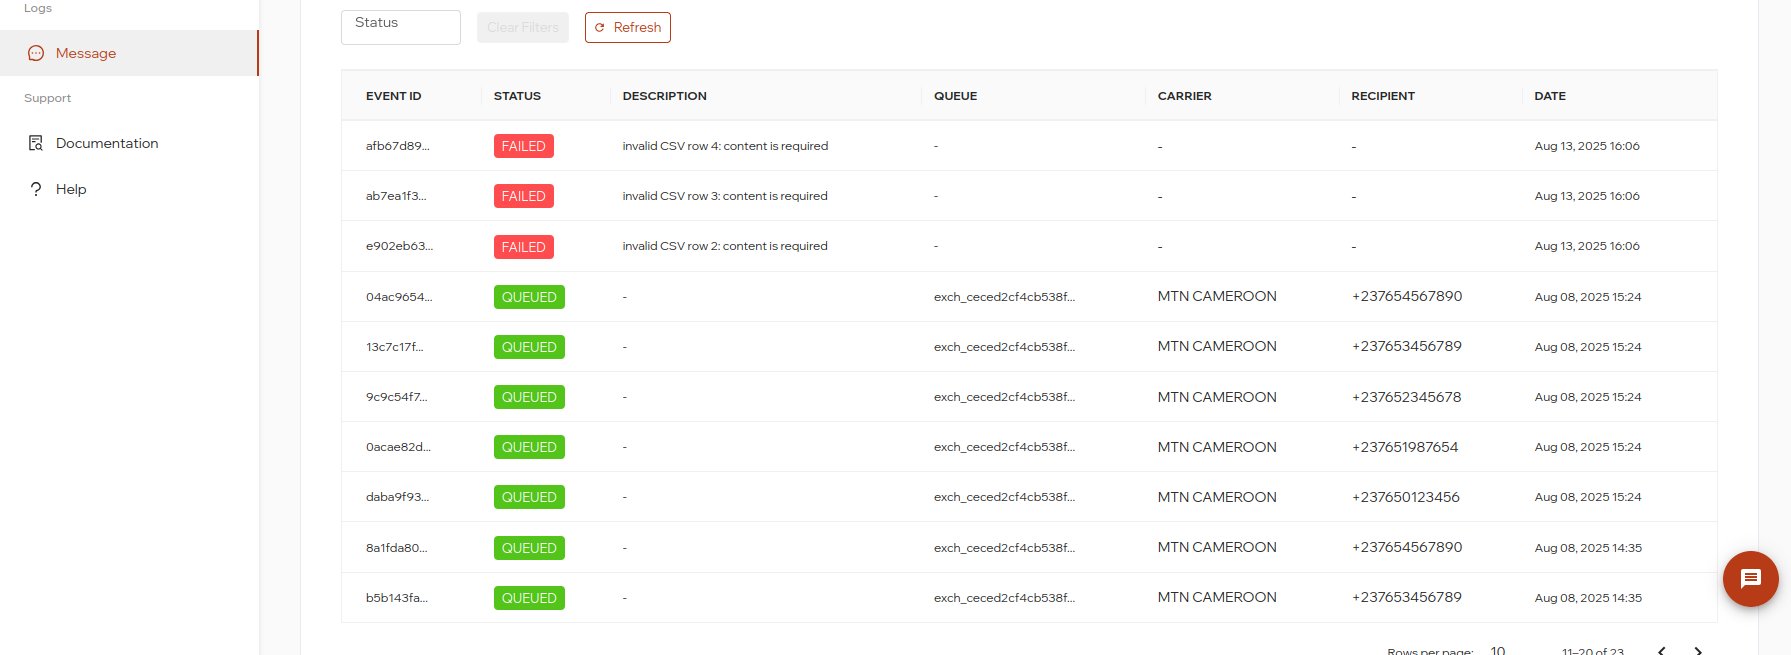 Logs
Message
Support
Documentation
Help
Status
Clear Filters
Refresh
EVENT ID STATUS DESCRIPTION QUEUE CARRIER RECIPIENT DATE
afb67d89... FAILED invalid CSV row 4: content is required - - - Aug 13, 2025 16:06
ab7ea1f3... FAILED invalid CSV row 3: content is required - - - Aug 13, 2025 16:06
e902eb63... FAILED invalid CSV row 2: content is required - - - Aug 13, 2025 16:06
04ac9654... QUEUED - exch_ceced2cf4cb538f... MTN CAMEROON +237654567890 Aug 08, 2025 15:24
13c7c17f... QUEUED - exch_ceced2cf4cb538f... MTN CAMEROON +237653456789 Aug 08, 2025 15:24
9c9c54f7... QUEUED - exch_ceced2cf4cb538f... MTN CAMEROON +237652345678 Aug 08, 2025 15:24
0acae82d... QUEUED - exch_ceced2cf4cb538f... MTN CAMEROON +237651987654 Aug 08, 2025 15:24
daba9f93... QUEUED - exch_ceced2cf4cb538f... MTN CAMEROON +237650123456 Aug 08, 2025 15:24
8a1fda80... QUEUED - exch_ceced2cf4cb538f... MTN CAMEROON +237654567890 Aug 08, 2025 14:35
b5b143fa... QUEUED - exch_ceced2cf4cb538f... MTN CAMEROON +237653456789 Aug 08, 2025 14:35
Rows per page: 10 11–20 of 23